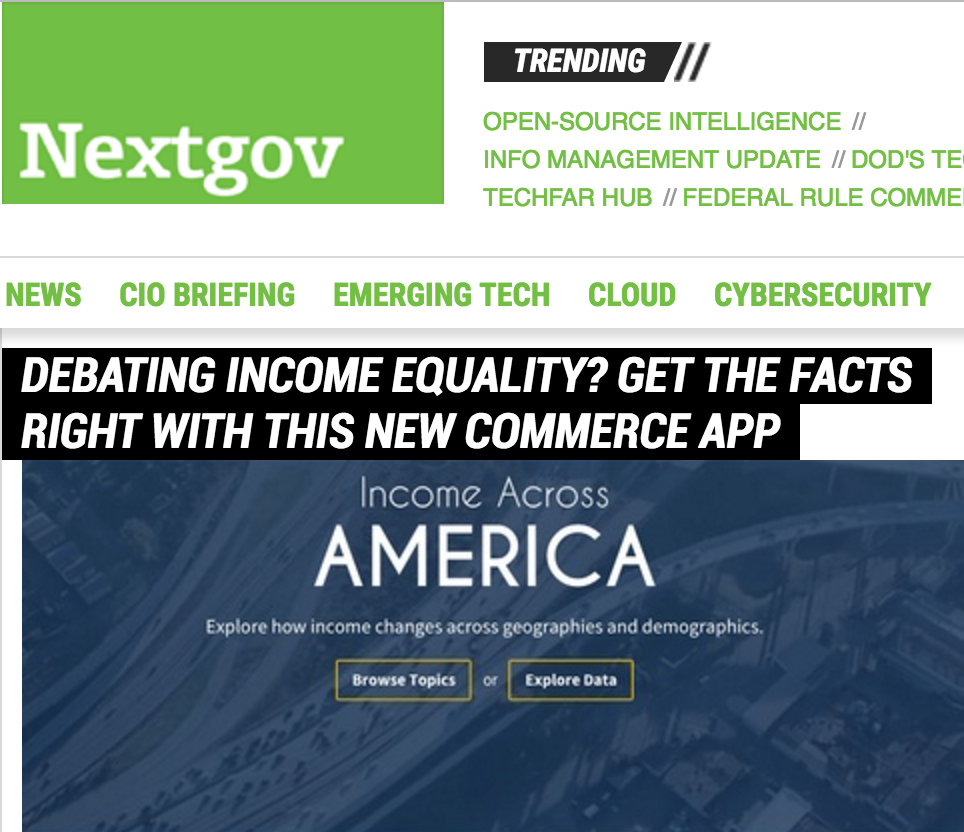 Nextgov
TRENDING //
OPEN-SOURCE INTELLIGENCE //
INFO MANAGEMENT UPDATE // DOD'S
TECHFAR HUB // FEDERAL RULE
NEWS CIO BRIEFING EMERGING TECH CLOUD CYBERSECURITY
DEBATING INCOME EQUALITY? GET THE FACTS
RIGHT WITH THIS NEW COMMERCE APP
Income Across
AMERICA
Explore how income changes across geographies and demographics.
Browse Topics or Explore Data